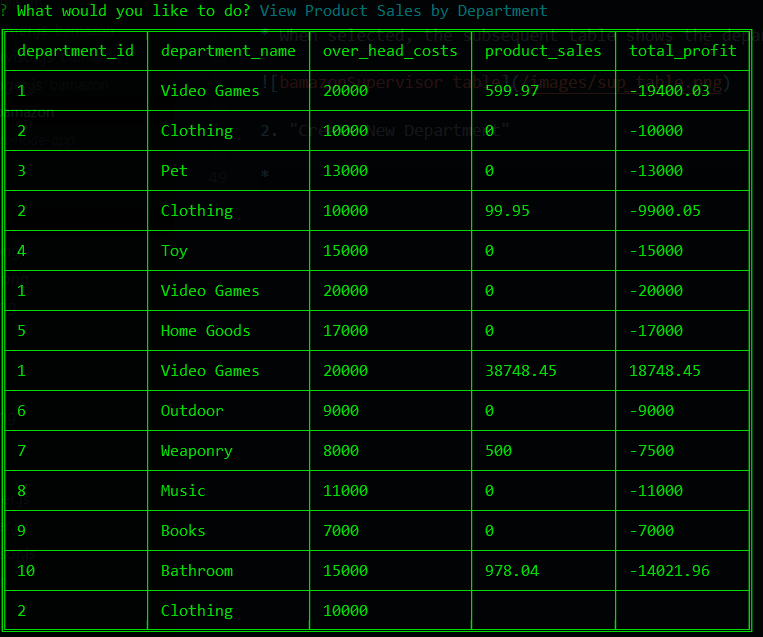 ? What would you like to do? View Product Sales by Department
* When selected, the subsequent table shows the depa
department_id department_name over_head_costs product_sales total_profit
![bamazonSupervisor table](/images/sup_table.png)
1 Video Games 20000 599.97 -19400.03
2 Clothing 10000 0 -10000
2. "Create New Department"
3 Pet 13000 0 -13000
49 *
2 Clothing 10000 99.95 -9900.05
4 Toy 15000 0 -15000
1 Video Games 20000 0 -20000
5 Home Goods 17000 0 -17000
1 Video Games 20000 38748.45 18748.45
6 Outdoor 9000 0 -9000
7 Weaponry 8000 500 -7500
8 Music 11000 0 -11000
9 Books 7000 0 -7000
10 Bathroom 15000 978.04 -14021.96
2 Clothing 10000